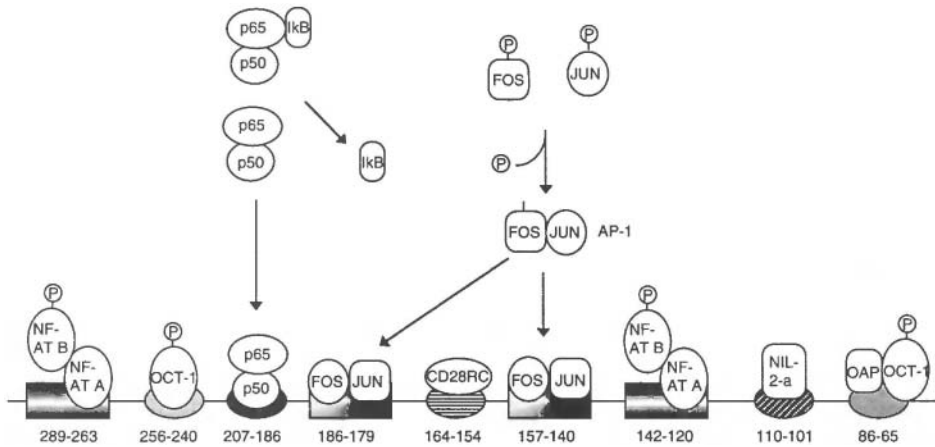 p65 IkB
p50
P
FOS
P
JUN
p65
p50
IkB
P
FOS JUN AP-1
P
NF-
AT B
NF-
AT A
P
OCT-1
p65
p50
FOS JUN
CD28RC
FOS JUN
P
NF-
AT B
NF-
AT A
NIL-
2-a
OAP
P
OCT-1
289-263 256-240 207-186 186-179 164-154 157-140 142-120 110-101 86-65